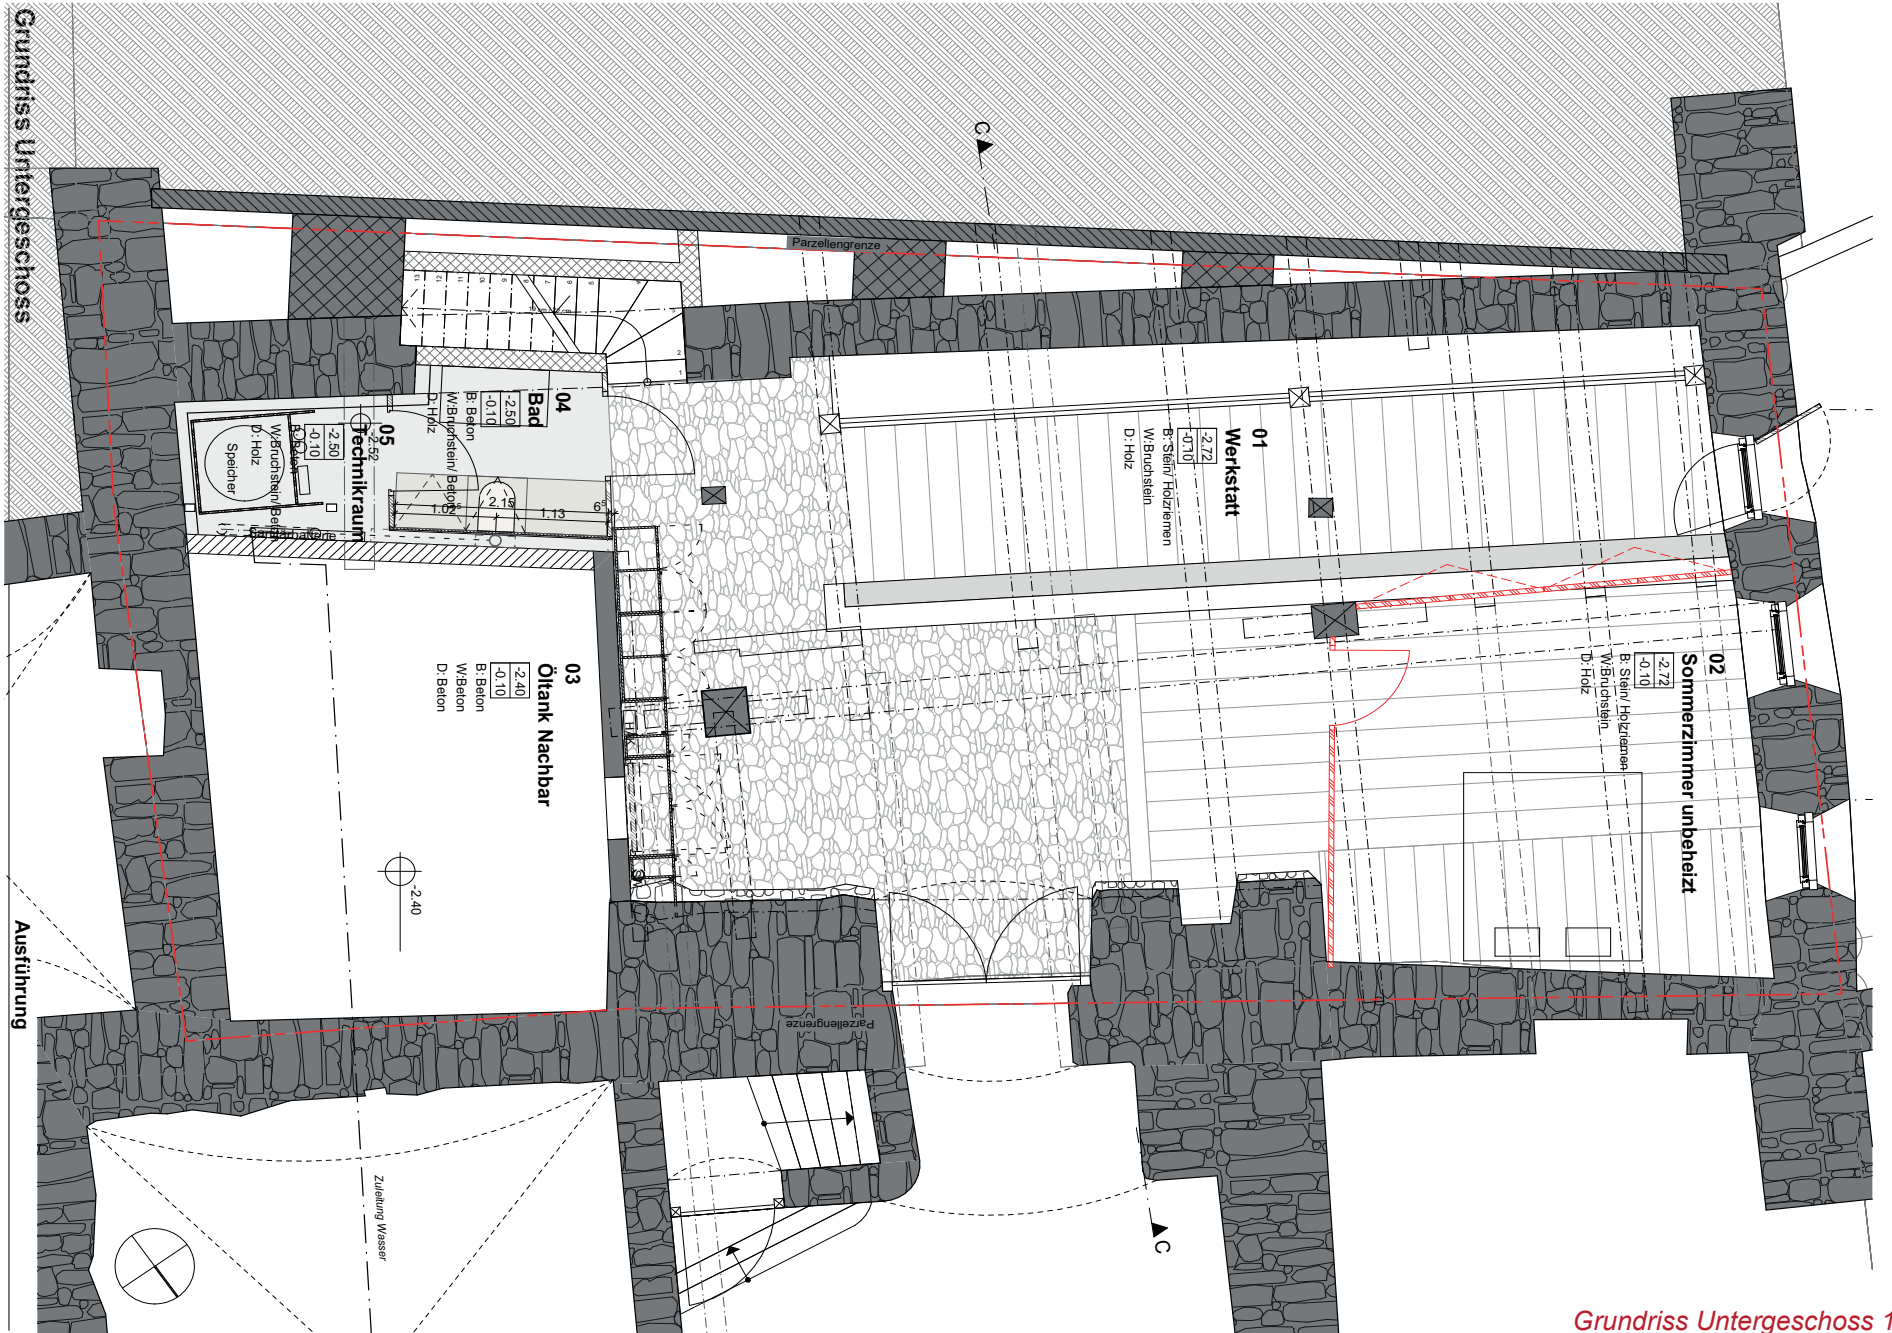 Grundriss Untergeschoss
Ausführung
C
Parzellengrenze
04
Bad
-2.50
-0.10
B: Beton
W:Bruchstein/ Beton
D: Holz
05
Technikraum
-2.50
-0.10
B: Beton
W:Bruchstein/ Beton
D: Holz
-2.52
Speicher
Sanitärbatterie
1.02⁵
2.15
1.13
6⁵
01
Werkstatt
-2.72
-0.10
B: Stein/ Holzriemen
W:Bruchstein
D: Holz
02
Sommerzimmer unbeheizt
-2.72
-0.10
B: Stein/ Holzriemen
W:Bruchstein
D: Holz
03
Öltank Nachbar
-2.40
-0.10
B: Beton
W:Beton
D: Beton
-2.40
Parzellengrenze
Zuleitung Wasser
C
Grundriss Untergeschoss 1